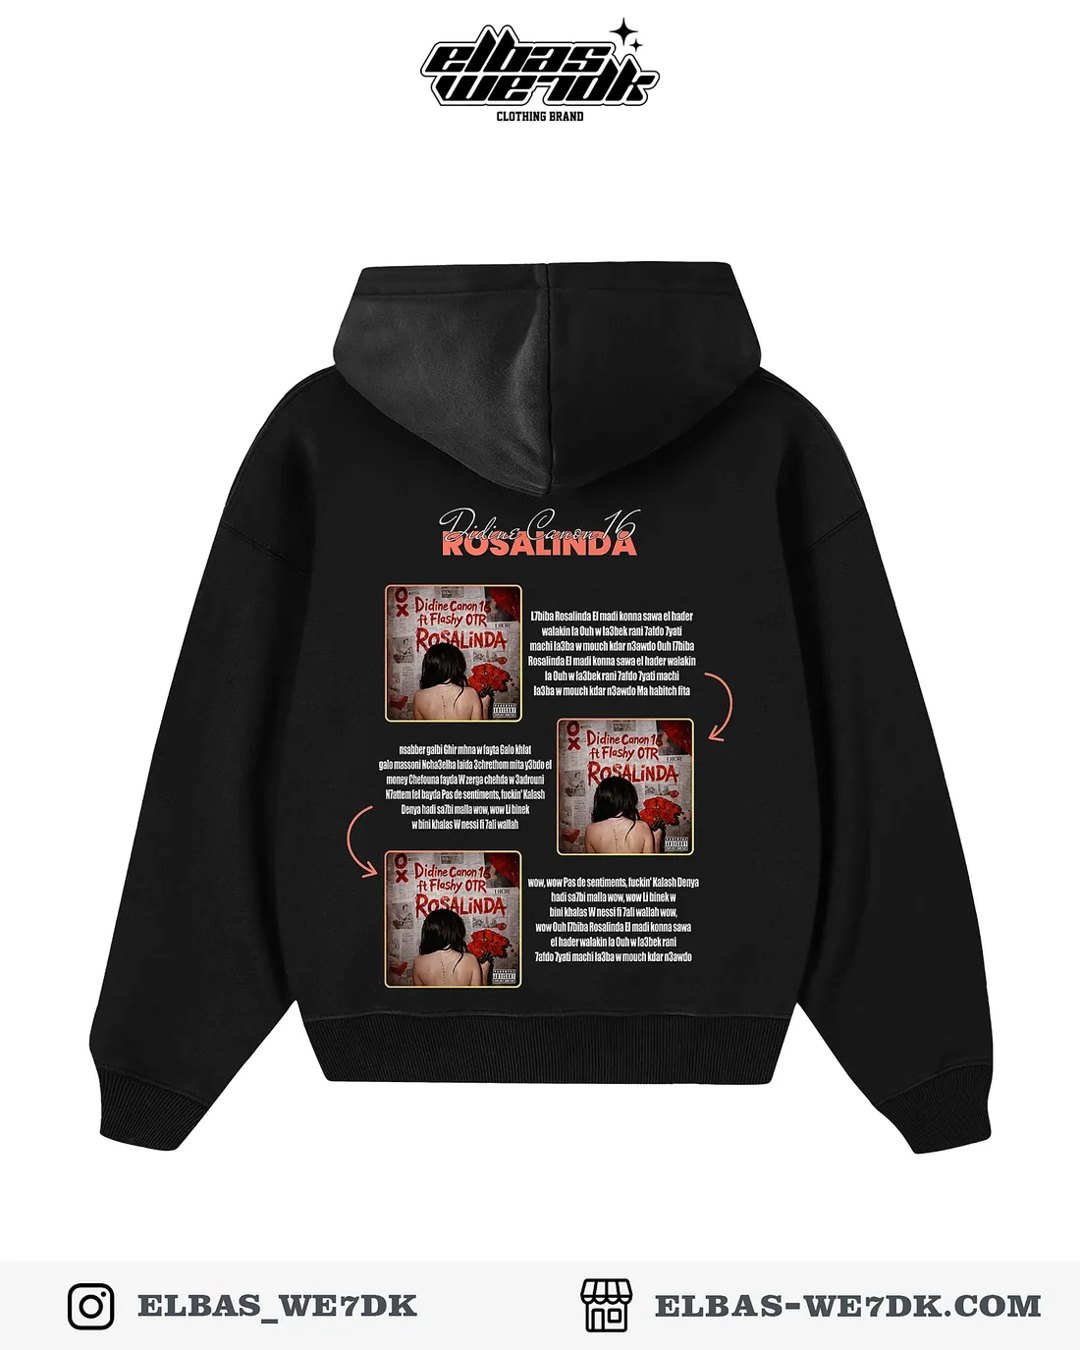 elbas
we7dk
CLOTHING BRAND
Didine Canon 16
ROSALINDA
Didine Canon 16
ft Flashy OTR
DIOR
ROSALINDA
L7biba Rosalinda El madi konna sawa el hader
walakin la Ouh w la3bek rani 7afdo 7yati
machi la3ba w mouch kdar n3awdo Ouh l7biba
Rosalinda El madi konna sawa el hader walakin
la Ouh w la3bek rani 7afdo 7yati machi
la3ba w mouch kdar n3awdo Ma habitch fita
Didine Canon 16
ft Flashy OTR
ROSALINDA
nsabber galbi Ghir mhna w fayta Galo khfat
galo massoni Ncha3elha laida 3chrethom mita y3bdo el
money Chefouna fayda W zerga chehda w 3adrouni
N7attem fel bayda Pas de sentiments, fuckin' Kalash
Denya hadi sa7bi malla wow, wow Li binek
w bini khalas W nessi fi 7ali wallah
Didine Canon 16
ft Flashy OTR
DIOR
ROSALINDA
wow, wow Pas de sentiments, fuckin' Kalash Denya
hadi sa7bi malla wow, wow Li binek w
bini khalas W nessi fi 7ali wallah wow,
wow Ouh l7biba Rosalinda El madi konna sawa
el hader walakin la Ouh w la3bek rani
7afdo 7yati machi la3ba w mouch kdar n3awdo
ELBAS_WE7DK
ELBAS-WE7DK.COM